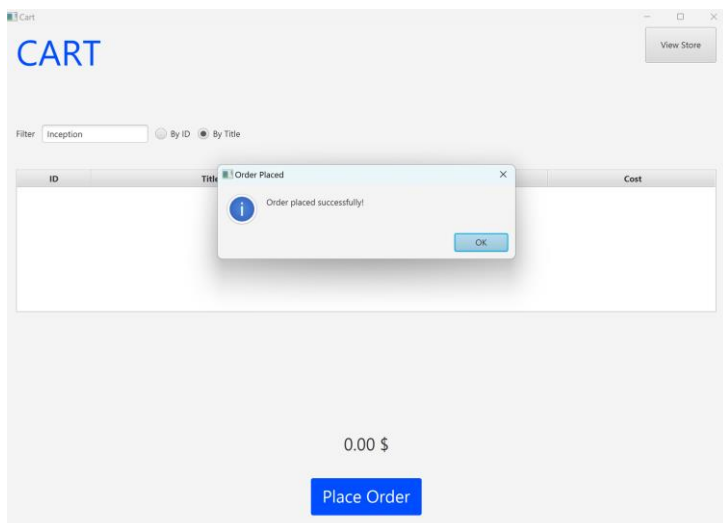 Cart
CART
View Store
Filter Inception By ID By Title
ID Cost
Order Placed
Order placed successfully!
OK
0.00 $
Place Order